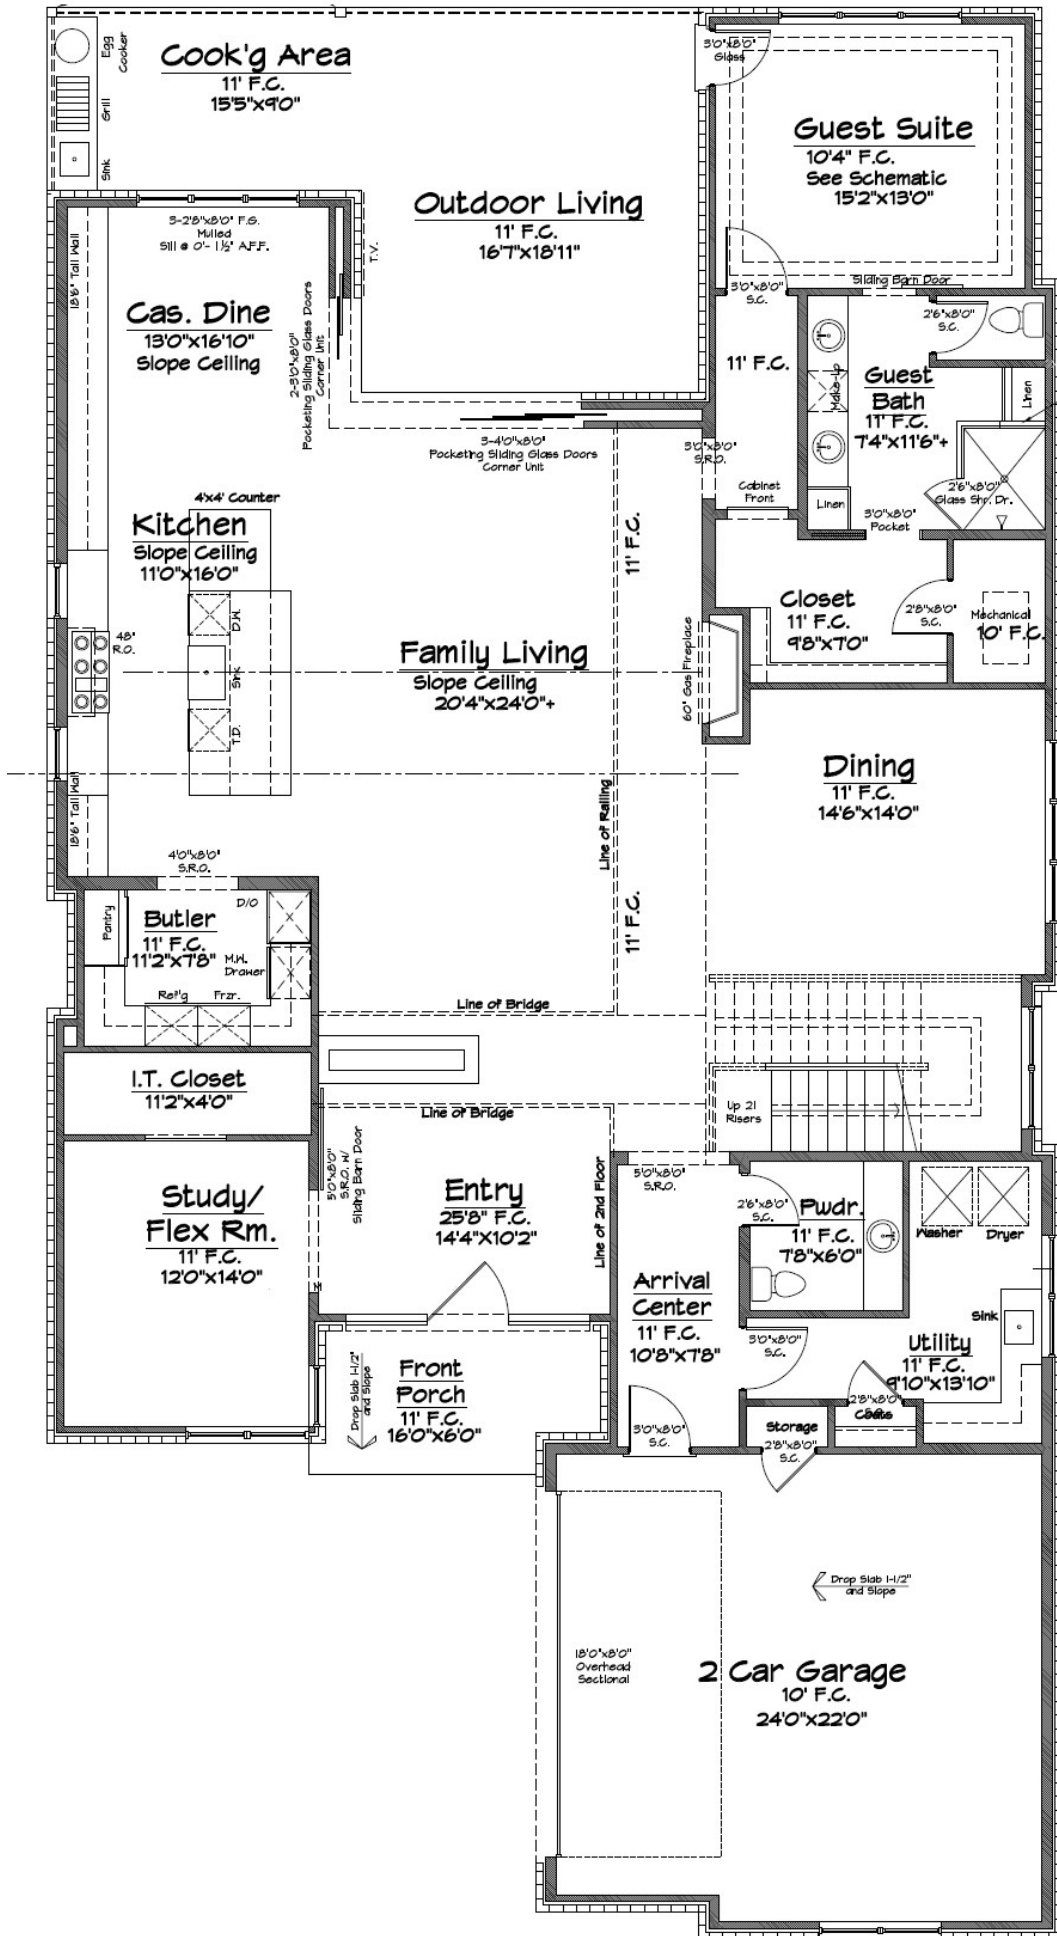 Egg
Cooker
Grill
Sink
Cook'g Area
11' F.C.
15'5"x9'0"
3'0"x8'0"
Glass
Guest Suite
10'4" F.C.
See Schematic
15'2"x13'0"
Outdoor Living
11' F.C.
16'7"x18'11"
T.V.
3-2'8"x8'0" F.G.
Mulled
Sill @ 0'- 1½" A.F.F.
18'6" Tall Wall
Cas. Dine
13'0"x16'10"
Slope Ceiling
2-3'0"x8'0"
Pocketing Sliding Glass Doors
Corner Unit
3-4'0"x8'0"
Pocketing Sliding Glass Doors
Corner Unit
3'0"x8'0"
S.C.
Sliding Barn Door
2'6"x8'0"
S.C.
11' F.C.
Make-Up
Guest
Bath
11' F.C.
7'4"x11'6"+
Linen
3'0"x8'0"
S.R.O.
Cabinet
Front
Linen
2'6"x8'0"
Glass Shr. Dr.
3'0"x8'0"
Pocket
4'x4' Counter
Kitchen
Slope Ceiling
11'0"x16'0"
11' F.C.
D.W.
Sink
T.D.
48"
R.O.
Family Living
Slope Ceiling
20'4"x24'0"+
60" Gas Fireplace
Closet
11' F.C.
9'8"x7'0"
2'8"x8'0"
S.C.
Mechanical
10' F.C.
Dining
11' F.C.
14'6"x14'0"
18'6" Tall Wall
Line of Railing
11' F.C.
4'0"x8'0"
S.R.O.
Pantry
Butler
11' F.C.
11'2"x7'8"
D/O
M.W.
Drawer
Ref'g
Frzr.
Line of Bridge
I.T. Closet
11'2"x4'0"
Line of Bridge
Up 21
Risers
5'0"x8'0"
S.R.O. w/
Sliding Barn Door
Study/
Flex Rm.
11' F.C.
12'0"x14'0"
Entry
25'8" F.C.
14'4"x10'2"
Line of 2nd Floor
5'0"x8'0"
S.R.O.
2'6"x8'0"
S.C.
Pwdr.
11' F.C.
7'8"x6'0"
Washer
Dryer
Arrival
Center
11' F.C.
10'8"x7'8"
3'0"x8'0"
S.C.
Sink
Utility
11' F.C.
9'10"x13'10"
Drop Slab 1-1/2"
and Slope
Front
Porch
11' F.C.
16'0"x6'0"
3'0"x8'0"
S.C.
Storage
2'8"x8'0"
S.C.
2'8"x8'0"
S.C.
Coats
Drop Slab 1-1/2"
and Slope
18'0"x8'0"
Overhead
Sectional
2 Car Garage
10' F.C.
24'0"x22'0"